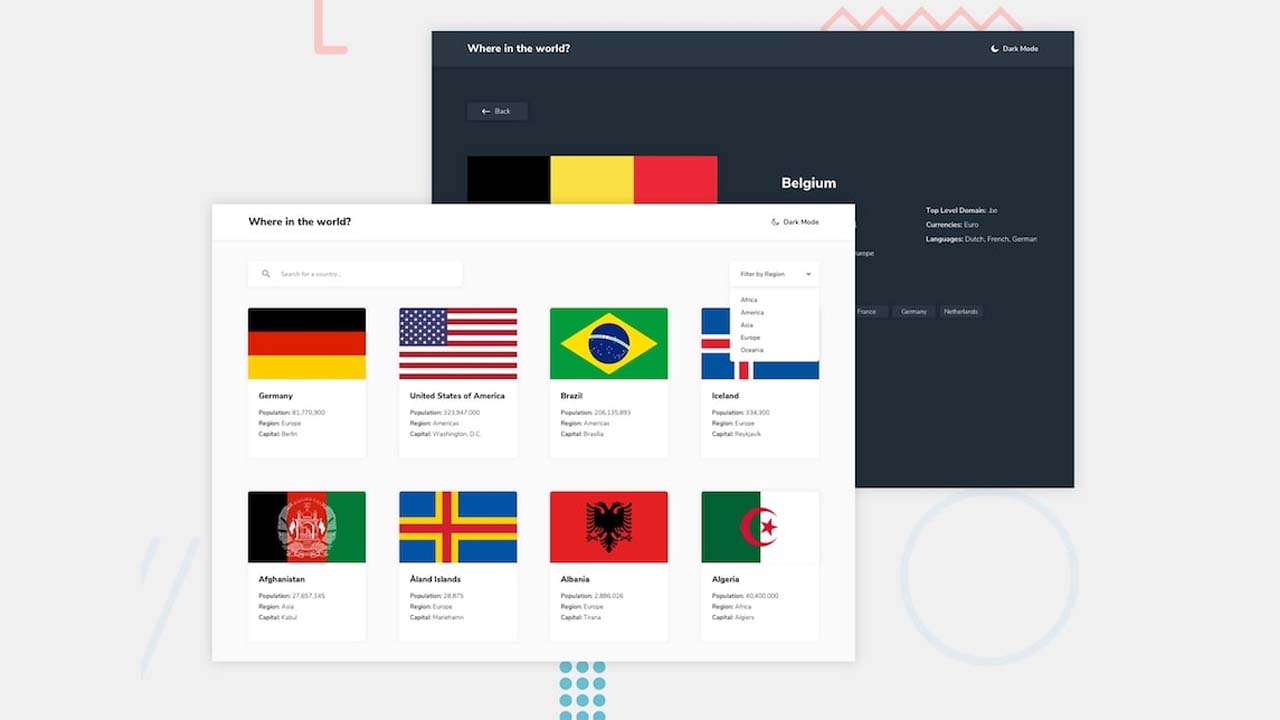 Where in the world?
Dark Mode
Back
Belgium
Top Level Domain: .be
Currencies: Euro
Languages: Dutch, French, German
France
Germany
Netherlands
Where in the world?
Dark Mode
Search for a country...
Filter by Region
Africa
America
Asia
Europe
Oceania
Germany
Population: 81,770,900
Region: Europe
Capital: Berlin
United States of America
Population: 323,947,000
Region: Americas
Capital: Washington, D.C.
Brazil
Population: 206,135,893
Region: Americas
Capital: Brasília
Iceland
Population: 334,300
Region: Europe
Capital: Reykjavík
Afghanistan
Population: 27,657,145
Region: Asia
Capital: Kabul
Åland Islands
Population: 28,875
Region: Europe
Capital: Mariehamn
Albania
Population: 2,886,026
Region: Europe
Capital: Tirana
Algeria
Population: 40,400,000
Region: Africa
Capital: Algiers